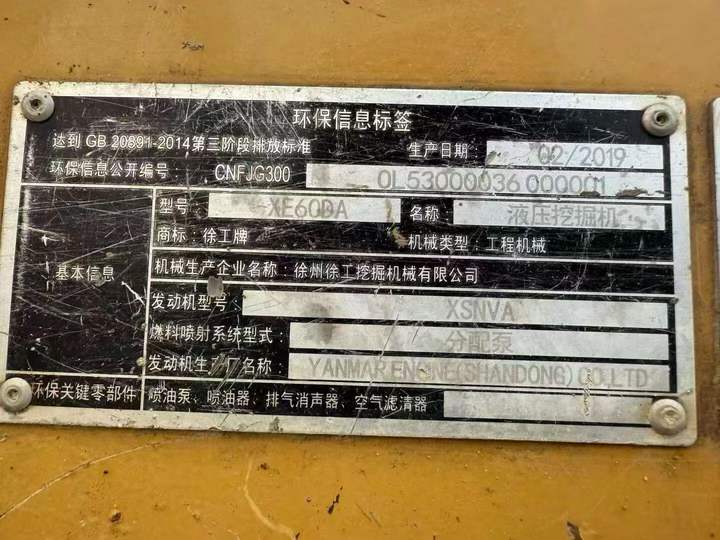 环保信息标签
达到 GB 20891-2014第三阶段排放标准 生产日期 02/2019
环保信息公开编号： CNFJG300 OL53000036 000001
基本信息
型号 XE60DA 名称： 液压挖掘机
商标：徐工牌 机械类型：工程机械
机械生产企业名称：徐州徐工挖掘机械有限公司
发动机型号： XSNVA
燃料喷射系统型式： 分配泵
发动机生产厂名称： YANMAR ENGINE(SHANDONG)CO.LTD
环保关键零部件 喷油泵、喷油器、排气消声器、空气滤清器